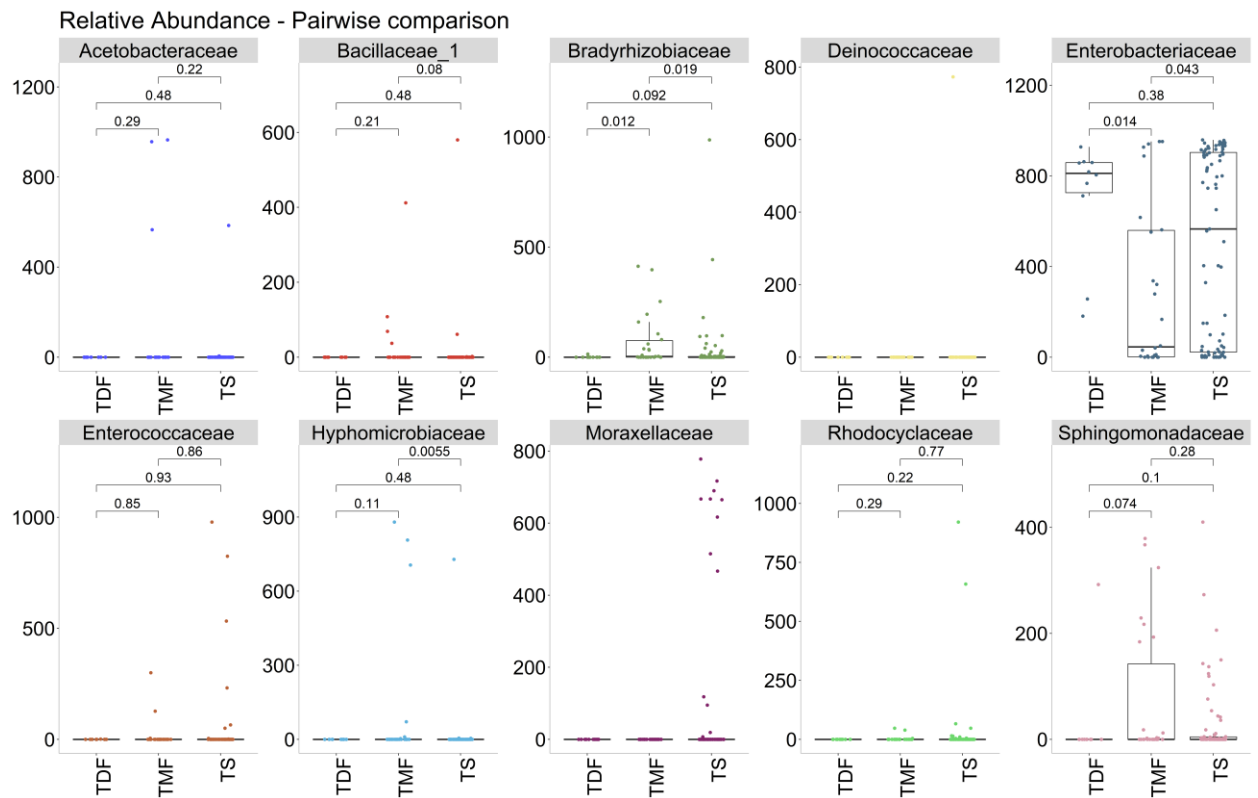 Relative Abundance - Pairwise comparison
Acetobacteraceae
1200
800
400
0
0.22
0.48
0.29
TDF
TMF
TS
Bacillaceae_1
600
400
200
0
0.08
0.48
0.21
TDF
TMF
TS
Bradyrhizobiaceae
1000
500
0
0.019
0.092
0.012
TDF
TMF
TS
Deinococcaceae
800
600
400
200
0
TDF
TMF
TS
Enterobacteriaceae
1200
800
400
0
0.043
0.38
0.014
TDF
TMF
TS
Enterococcaceae
1000
500
0
0.86
0.93
0.85
TDF
TMF
TS
Hyphomicrobiaceae
900
600
300
0
0.0055
0.48
0.11
TDF
TMF
TS
Moraxellaceae
800
600
400
200
0
TDF
TMF
TS
Rhodocyclaceae
1000
750
500
250
0
0.77
0.22
0.29
TDF
TMF
TS
Sphingomonadaceae
400
200
0
0.28
0.1
0.074
TDF
TMF
TS